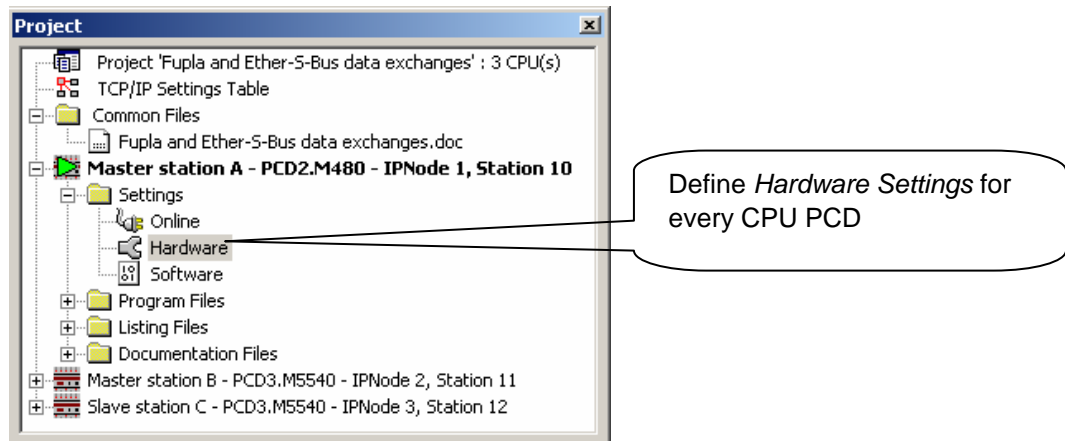 Project
Project 'Fupla and Ether-S-Bus data exchanges' : 3 CPU(s)
TCP/IP Settings Table
Common Files
Fupla and Ether-S-Bus data exchanges.doc
Master station A - PCD2.M480 - IPNode 1, Station 10
Settings
Online
Hardware
Software
Program Files
Listing Files
Documentation Files
Master station B - PCD3.M5540 - IPNode 2, Station 11
Slave station C - PCD3.M5540 - IPNode 3, Station 12
Define Hardware Settings for
every CPU PCD